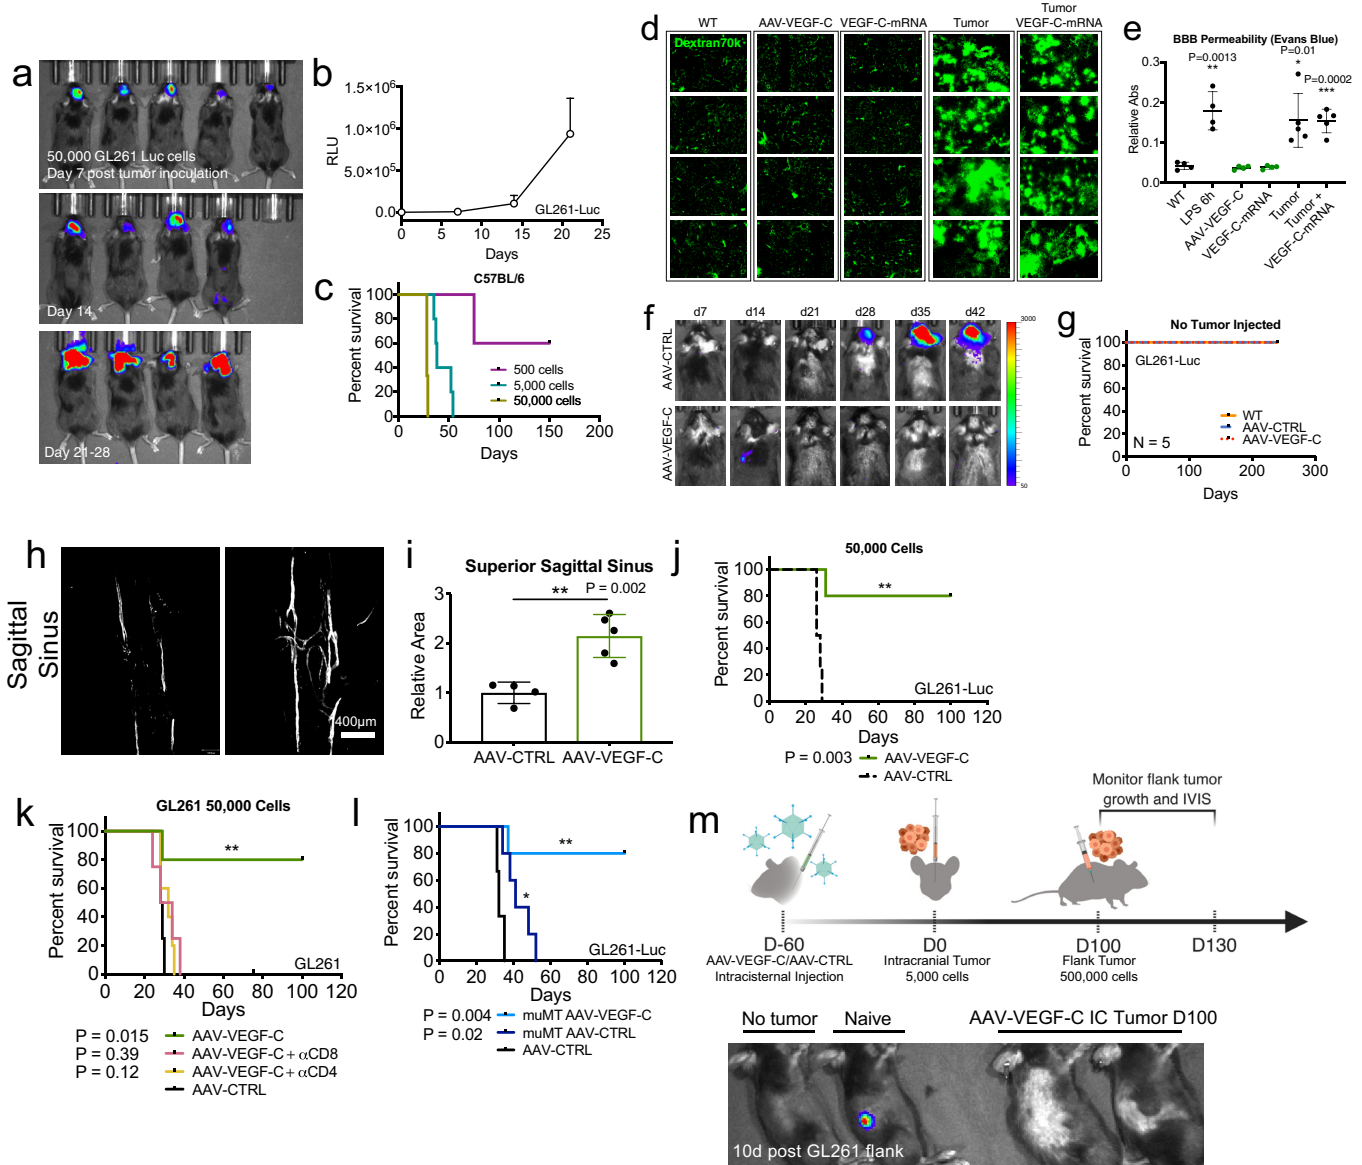 a
50,000 GL261 Luc cells
Day 7 post tumor inoculation
Day 14
Day 21-28
b
1.5×10⁶
1.0×10⁶
5.0×10⁵
0.0
RLU
0 5 10 15 20 25
Days
GL261-Luc
c
C57BL/6
Percent survival
100
80
60
40
20
0
500 cells
5,000 cells
50,000 cells
0 50 100 150 200
Days
d
WT
AAV-VEGF-C
VEGF-C-mRNA
Tumor
Tumor
VEGF-C-mRNA
Dextran70k
e
BBB Permeability (Evans Blue)
P=0.0013
**
P=0.01
*
P=0.0002
***
Relative Abs
0.3
0.2
0.1
0.0
WT
LPS 6h
AAV-VEGF-C
VEGF-C-mRNA
Tumor
Tumor +
VEGF-C-mRNA
f
d7 d14 d21 d28 d35 d42
AAV-CTRL
AAV-VEGF-C
3000
50
g
No Tumor Injected
Percent survival
100
80
60
40
20
0
GL261-Luc
WT
AAV-CTRL
AAV-VEGF-C
N = 5
0 100 200 300
Days
h
Sagittal
Sinus
400µm
i
Superior Sagittal Sinus
** P = 0.002
Relative Area
3
2
1
0
AAV-CTRL AAV-VEGF-C
j
50,000 Cells
Percent survival
100
80
60
40
20
0
**
GL261-Luc
0 20 40 60 80 100 120
Days
P = 0.003
AAV-VEGF-C
AAV-CTRL
k
GL261 50,000 Cells
Percent survival
100
80
60
40
20
0
**
GL261
0 20 40 60 80 100 120
Days
P = 0.015 AAV-VEGF-C
P = 0.39 AAV-VEGF-C + αCD8
P = 0.12 AAV-VEGF-C + αCD4
AAV-CTRL
l
Percent survival
100
80
60
40
20
0
**
*
GL261-Luc
0 20 40 60 80 100 120
Days
P = 0.004 muMT AAV-VEGF-C
P = 0.02 muMT AAV-CTRL
AAV-CTRL
m
Monitor flank tumor
growth and IVIS
D-60
AAV-VEGF-C/AAV-CTRL
Intracisternal Injection
D0
Intracranial Tumor
5,000 cells
D100
Flank Tumor
500,000 cells
D130
No tumor
Naive
AAV-VEGF-C IC Tumor D100
10d post GL261 flank